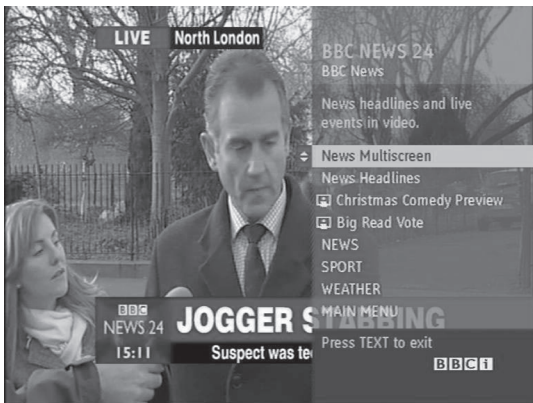 LIVE North London
BBC NEWS 24
BBC News
News headlines and live
events in video.
News Multiscreen
News Headlines
Christmas Comedy Preview
Big Read Vote
NEWS
SPORT
WEATHER
MAIN MENU
Press TEXT to exit
BBCi
BBC
NEWS 24
15:11
JOGGER STABBING
Suspect was